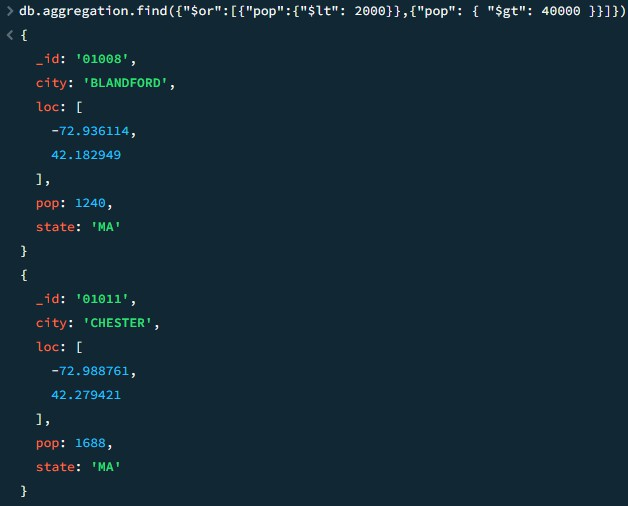 > db.aggregation.find({"$or":[{"pop":{"$lt": 2000}},{"pop": { "$gt": 40000 }}]})
< {
_id: '01008',
city: 'BLANDFORD',
loc: [
-72.936114,
42.182949
],
pop: 1240,
state: 'MA'
}
{
_id: '01011',
city: 'CHESTER',
loc: [
-72.988761,
42.279421
],
pop: 1688,
state: 'MA'
}